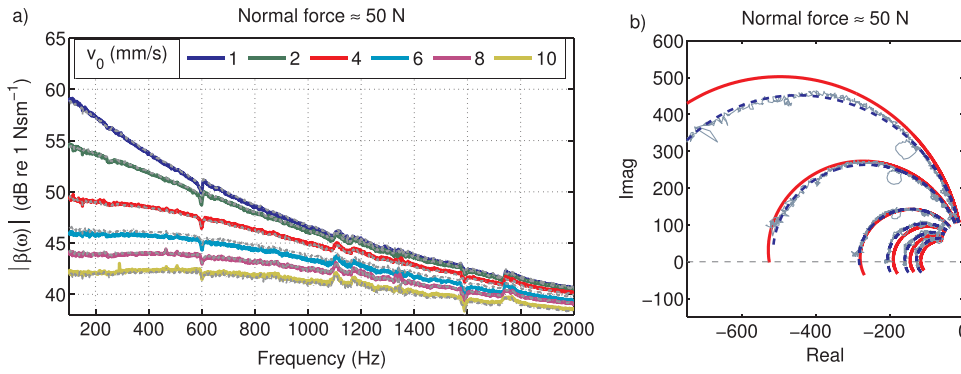 a)
Normal force ≈ 50 N
v0 (mm/s) 1 2 4 6 8 10
|β(ω)| (dB re 1 Nsm−1)
65
60
55
50
45
40
200 400 600 800 1000 1200 1400 1600 1800 2000
Frequency (Hz)
b)
Normal force ≈ 50 N
Imag
600
500
400
300
200
100
0
−100
−600 −400 −200 0
Real